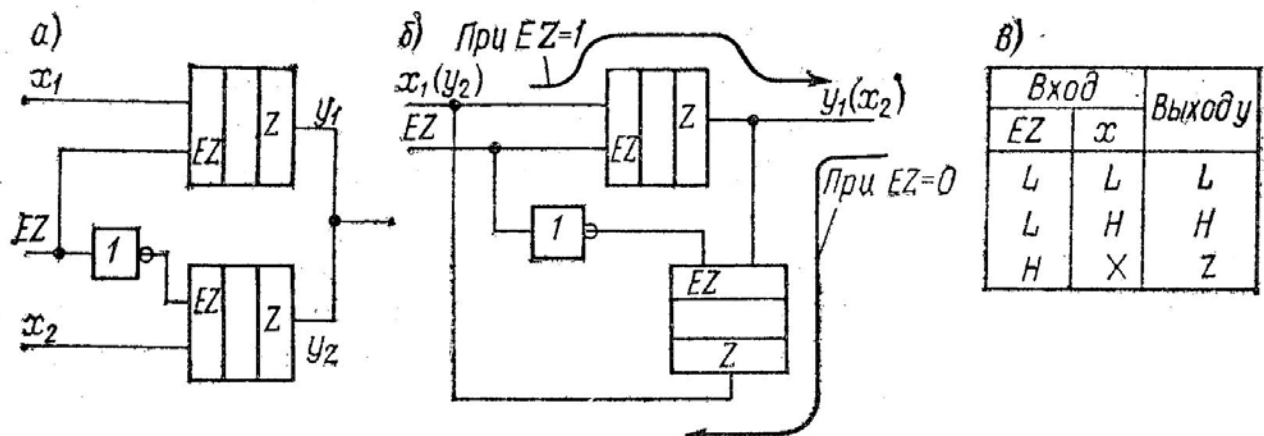 а)
x₁
EZ
Z
y₁
EZ
1
EZ
Z
x₂
y₂
б)
При EZ=1
x₁(y₂)
EZ
EZ
Z
y₁(x₂)
При EZ=0
1
EZ
Z
в)
Вход Выход y
EZ x
L L L
L H H
H X Z